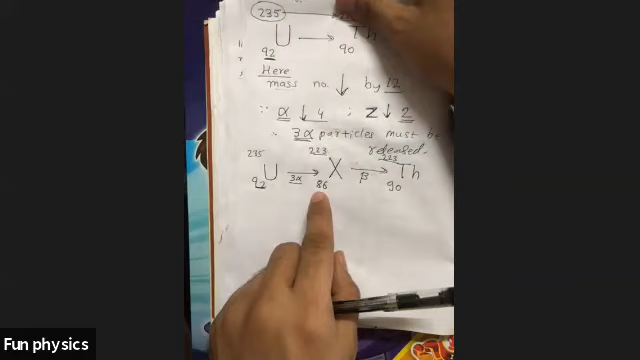 235
U → Th
92 90
Here
mass no. ↓ by 12
∵ α ↓ 4 ; Z ↓ 2
∴ 3α particles must be
released.
235 223 223
U → X → Th
92 3α 86 β 90
Fun physics